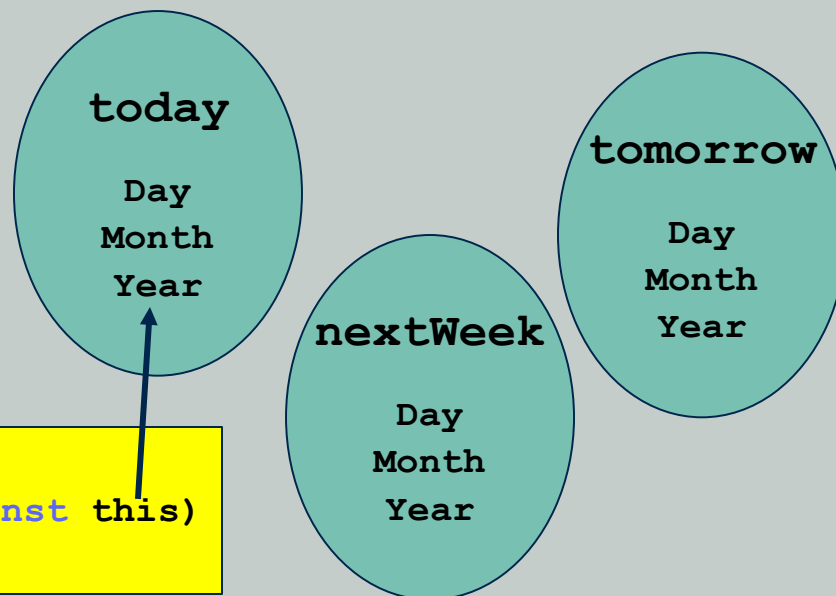 today
Day
Month
Year
tomorrow
Day
Month
Year
nextWeek
Day
Month
Year
nst this)